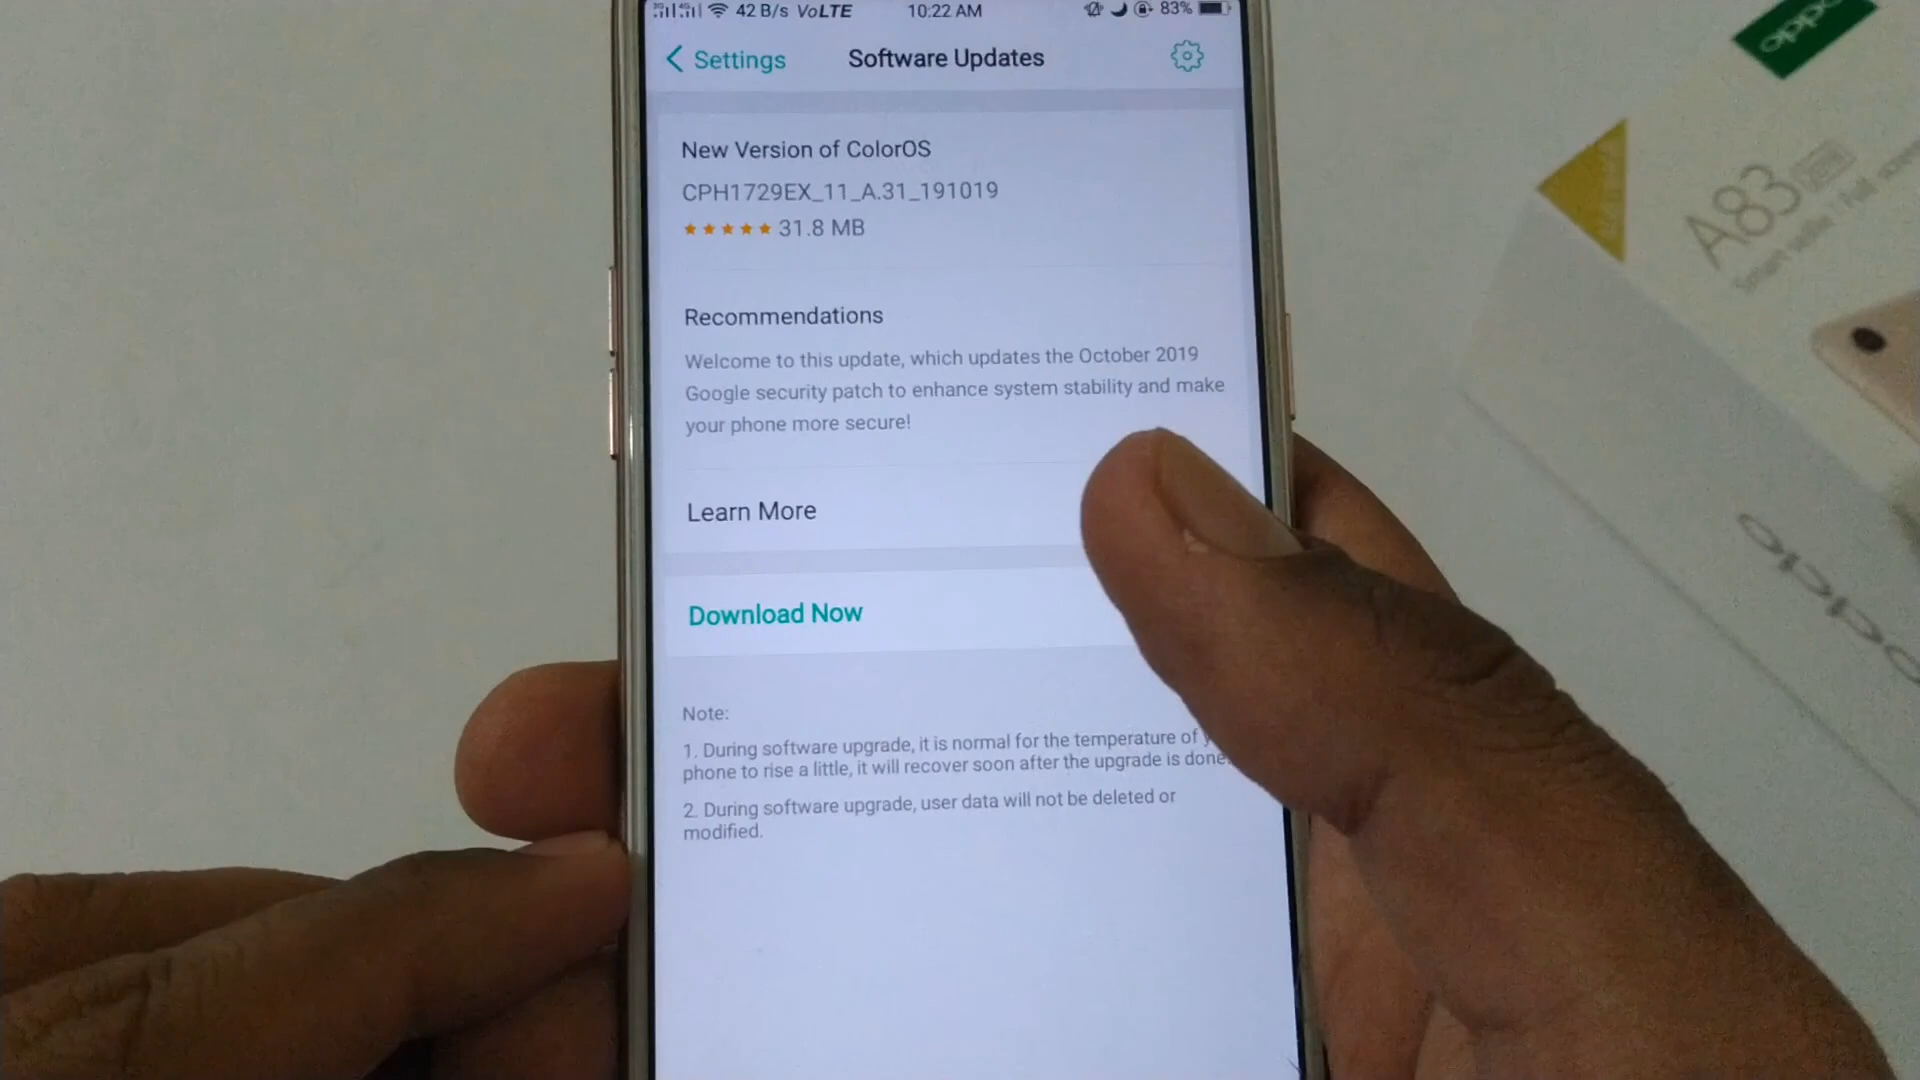 42 B/s VoLTE 10:22 AM 83%
Settings Software Updates
New Version of ColorOS
CPH1729EX_11_A.31_191019
31.8 MB
Recommendations
Welcome to this update, which updates the October 2019
Google security patch to enhance system stability and make
your phone more secure!
Learn More
Download Now
Note:
1. During software upgrade, it is normal for the temperature of
phone to rise a little, it will recover soon after the upgrade is done.
2. During software upgrade, user data will not be deleted or
modified.
oppo
A83
oppo